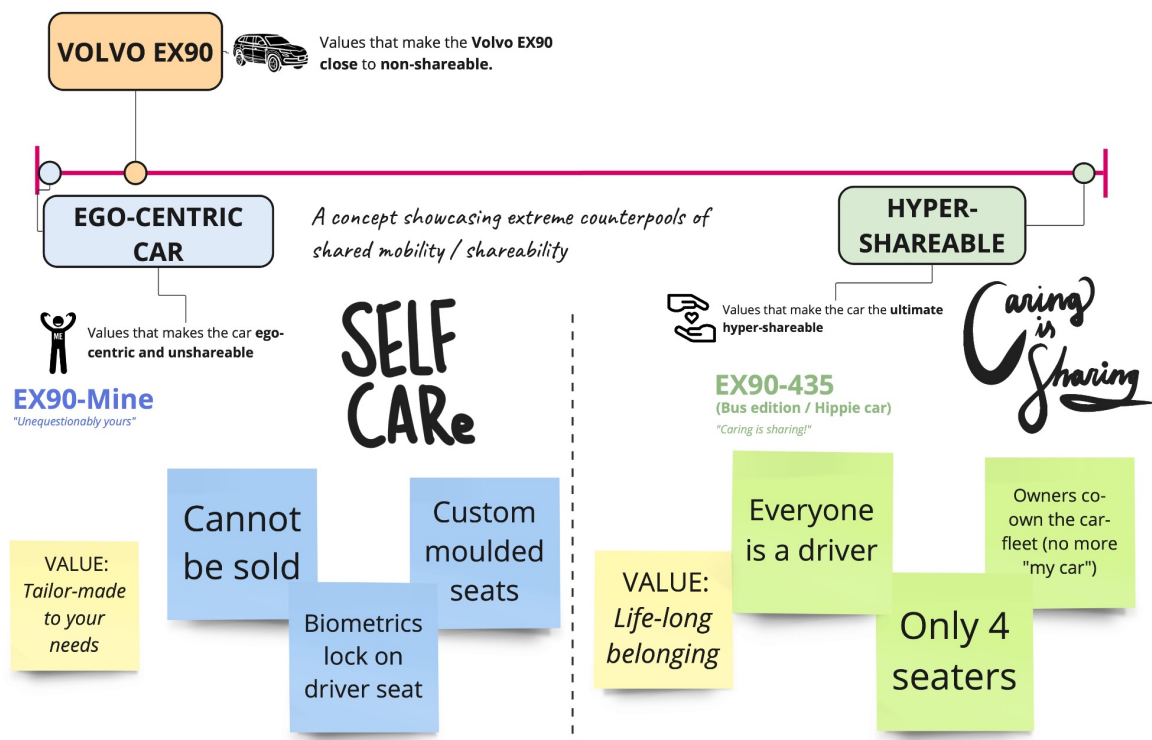 VOLVO EX90
Values that make the Volvo EX90
close to non-shareable.
EGO-CENTRIC
CAR
A concept showcasing extreme counterpools of
shared mobility / shareability
HYPER-
SHAREABLE
ME
Values that makes the car ego-
centric and unshareable
EX90-Mine
"Unequestionably yours"
SELF
CARe
Values that make the car the ultimate
hyper-shareable
Caring
is
Sharing
EX90-435
(Bus edition / Hippie car)
"Caring is sharing!"
VALUE:
Tailor-made
to your
needs
Cannot
be sold
Biometrics
lock on
driver seat
Custom
moulded
seats
VALUE:
Life-long
belonging
Everyone
is a driver
Only 4
seaters
Owners co-
own the car-
fleet (no more
"my car")